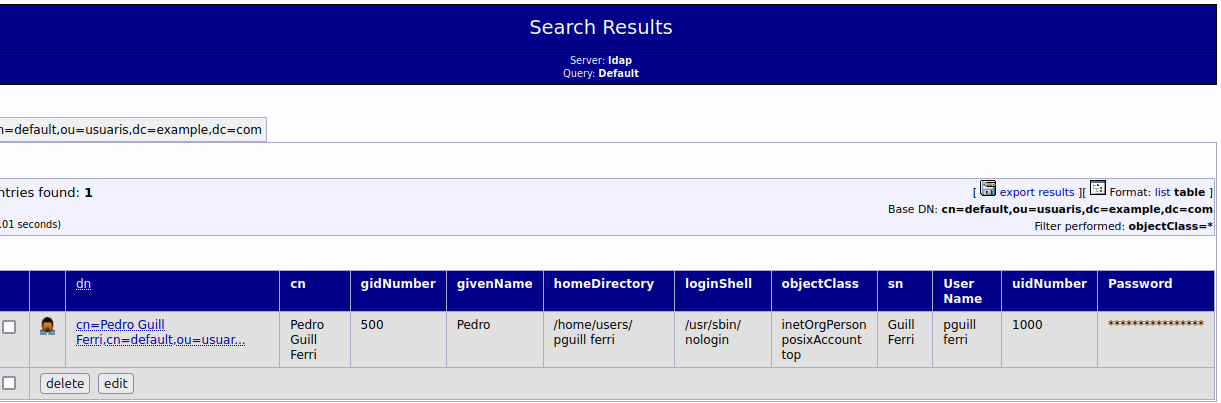 Search Results
Server: ldap
Query: Default
n=default,ou=usuaris,dc=example,dc=com
ntries found: 1
[ export results ][ Format: list table ]
Base DN: cn=default,ou=usuaris,dc=example,dc=com
.01 seconds)
Filter performed: objectClass=*
dn cn gidNumber givenName homeDirectory loginShell objectClass sn User Name uidNumber Password
cn=Pedro Guill Pedro 500 Pedro /home/users/ /usr/sbin/ inetOrgPerson Guill pguill 1000 ****************
Ferri,cn=default,ou=usuar... Guill pguill ferri nologin posixAccount Ferri ferri
Ferri top
delete edit